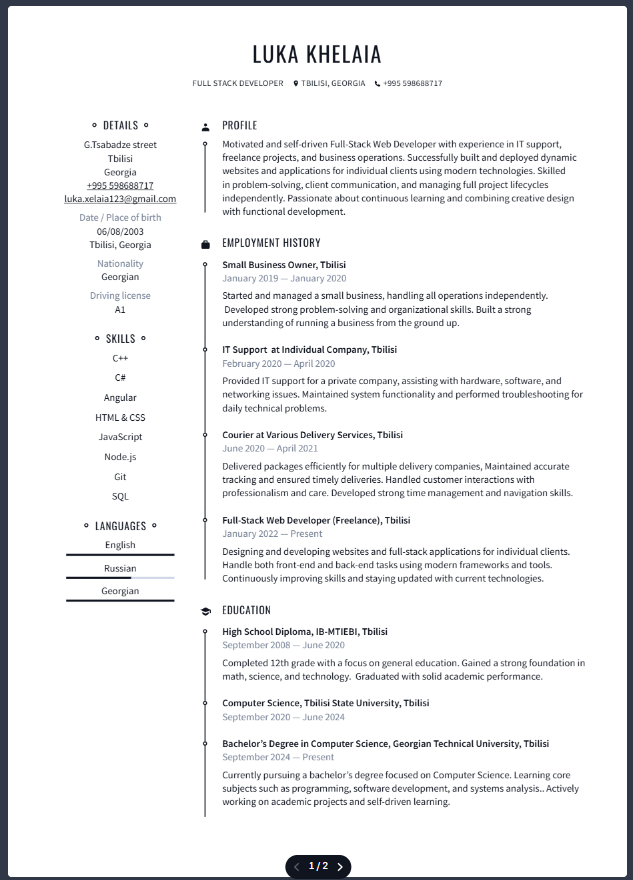 LUKA KHELAIA
FULL STACK DEVELOPER TBILISI, GEORGIA +995 598688717
DETAILS
G.Tsabadze street
Tbilisi
Georgia
+995 598688717
luka.xelaia123@gmail.com
Date / Place of birth
06/08/2003
Tbilisi, Georgia
Nationality
Georgian
Driving license
A1
SKILLS
C++
C#
Angular
HTML & CSS
JavaScript
Node.js
Git
SQL
LANGUAGES
English
Russian
Georgian
PROFILE
Motivated and self-driven Full-Stack Web Developer with experience in IT support,
freelance projects, and business operations. Successfully built and deployed dynamic
websites and applications for individual clients using modern technologies. Skilled
in problem-solving, client communication, and managing full project lifecycles
independently. Passionate about continuous learning and combining creative design
with functional development.
EMPLOYMENT HISTORY
Small Business Owner, Tbilisi
January 2019 — January 2020
Started and managed a small business, handling all operations independently.
Developed strong problem-solving and organizational skills. Built a strong
understanding of running a business from the ground up.
IT Support at Individual Company, Tbilisi
February 2020 — April 2020
Provided IT support for a private company, assisting with hardware, software, and
networking issues. Maintained system functionality and performed troubleshooting for
daily technical problems.
Courier at Various Delivery Services, Tbilisi
June 2020 — April 2021
Delivered packages efficiently for multiple delivery companies, Maintained accurate
tracking and ensured timely deliveries. Handled customer interactions with
professionalism and care. Developed strong time management and navigation skills.
Full-Stack Web Developer (Freelance), Tbilisi
January 2022 — Present
Designing and developing websites and full-stack applications for individual clients.
Handle both front-end and back-end tasks using modern frameworks and tools.
Continuously improving skills and staying updated with current technologies.
EDUCATION
High School Diploma, IB-MTIEBI, Tbilisi
September 2008 — June 2020
Completed 12th grade with a focus on general education. Gained a strong foundation in
math, science, and technology. Graduated with solid academic performance.
Computer Science, Tbilisi State University, Tbilisi
September 2020 — June 2024
Bachelor's Degree in Computer Science, Georgian Technical University, Tbilisi
September 2024 — Present
Currently pursuing a bachelor's degree focused on Computer Science. Learning core
subjects such as programming, software development, and systems analysis.. Actively
working on academic projects and self-driven learning.
1 / 2